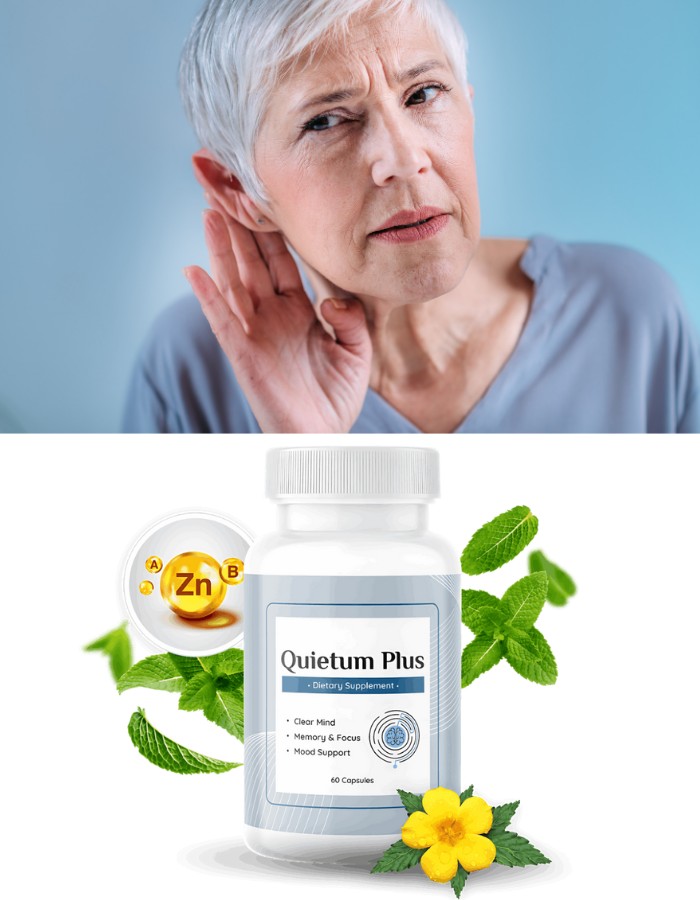 A
Zn
B
Quietum Plus
• Dietary Supplement •
• Clear Mind
• Memory & Focus
• Mood Support
60 Capsules